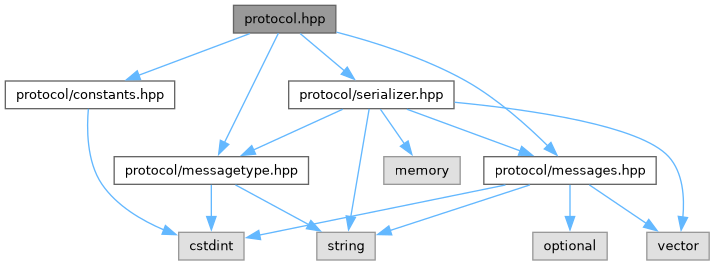 protocol.hpp
protocol/constants.hpp
protocol/serializer.hpp
protocol/messagetype.hpp
memory
protocol/messages.hpp
cstdint
string
optional
vector